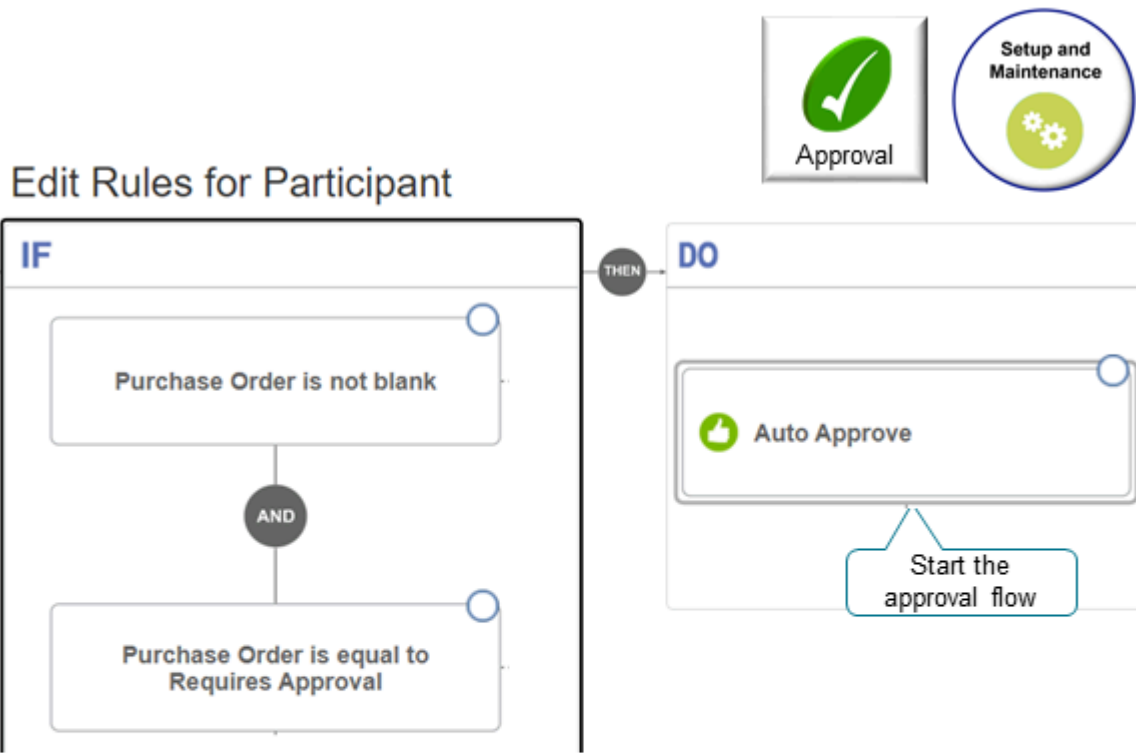 Setup and
Maintenance
Approval
Edit Rules for Participant
IF
THEN
DO
Purchase Order is not blank
Auto Approve
AND
Start the
approval flow
Purchase Order is equal to
Requires Approval